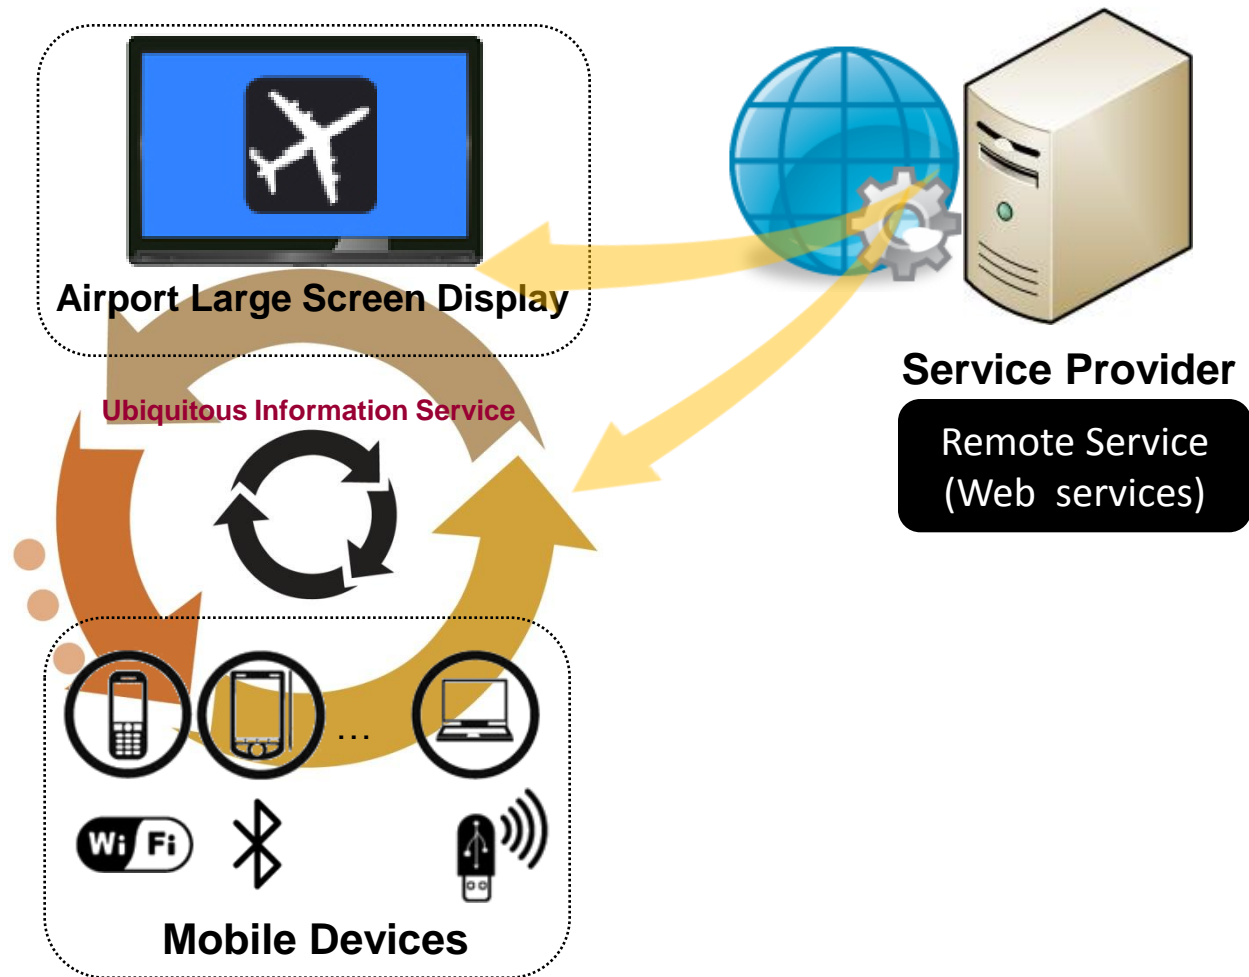 Airport Large Screen Display
Ubiquitous Information Service
Service Provider
Remote Service
(Web services)
...
Wi Fi
Mobile Devices